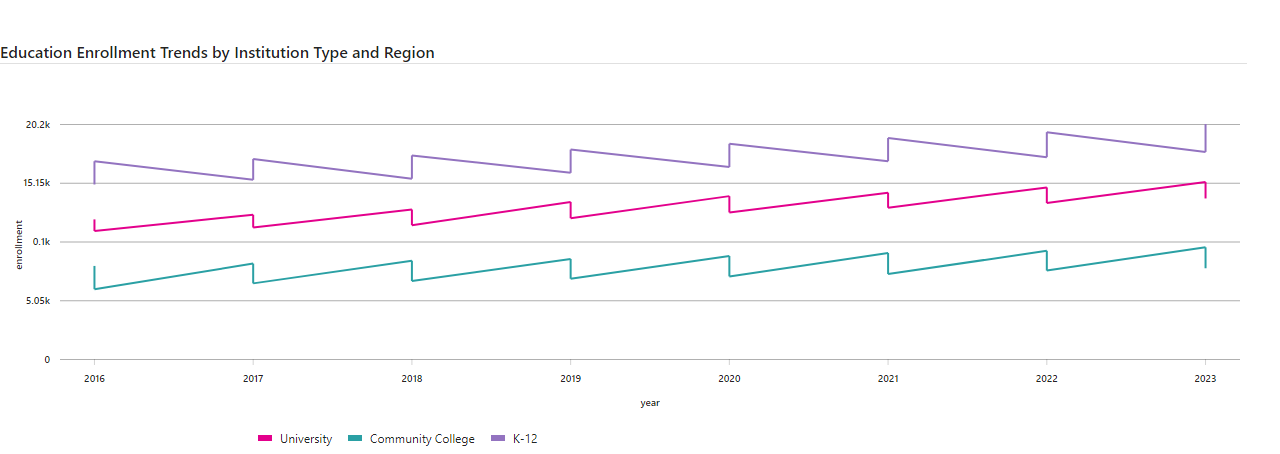 Education Enrollment Trends by Institution Type and Region
20.2k
15.15k
0.1k
5.05k
0
enrollment
2016 2017 2018 2019 2020 2021 2022 2023
year
University Community College K-12